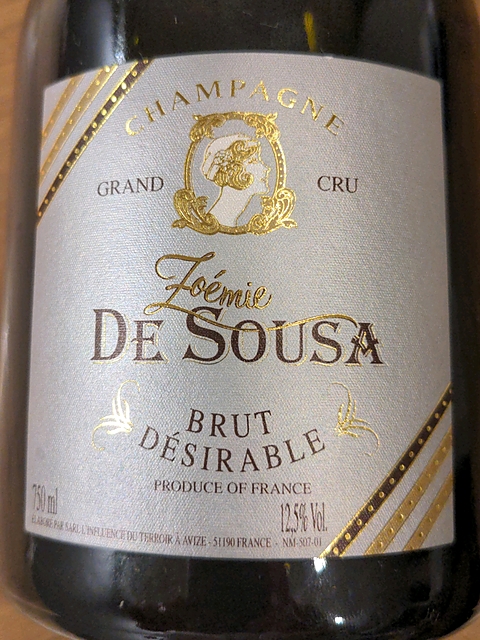 CHAMPAGNE
GRAND CRU
Zoémie
DE SOUSA
BRUT
DÉSIRABLE
PRODUCE OF FRANCE
750 ml 12,5% Vol.
ÉLABORÉ PAR SARL L'INFLUENCE DU TERROIR À AVIZE - 51190 FRANCE - NM-507-01